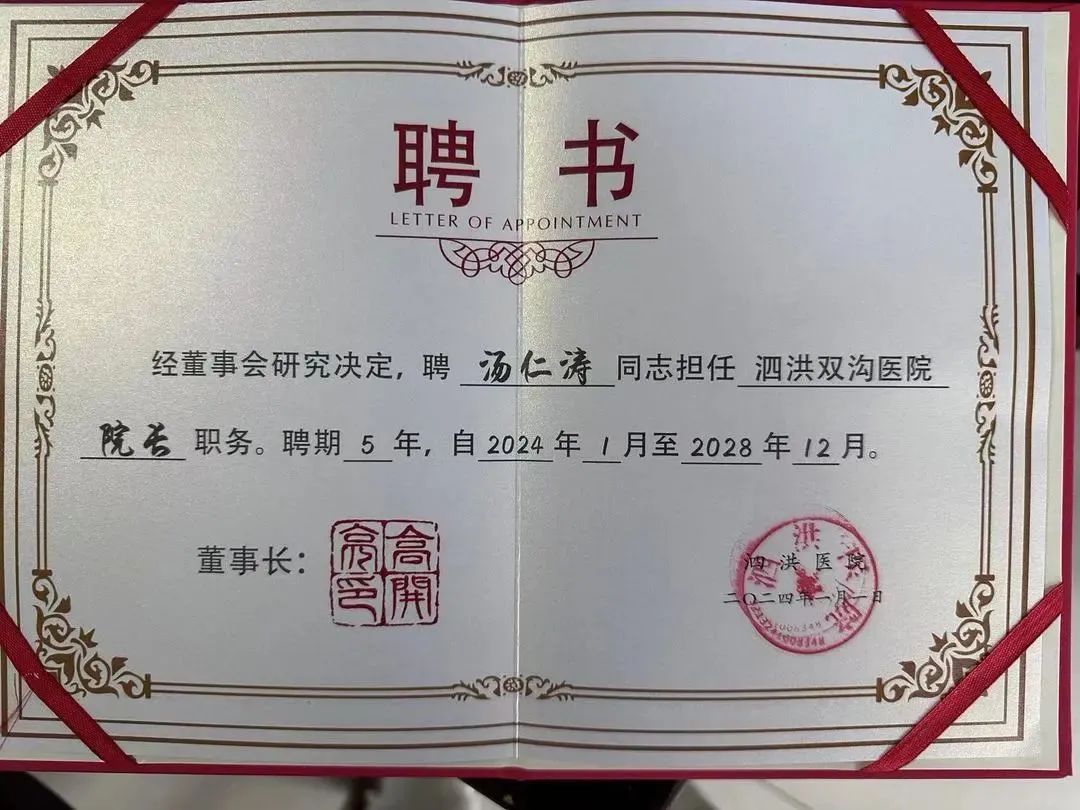 聘书
LETTER OF APPOINTMENT
经董事会研究决定，聘 汤仁涛 同志担任 泗洪双沟医院
院长 职务。聘期 5 年，自 2024 年 1 月至 2028 年 12 月。
董事长：
高開亮印
泗洪医院
二〇二四年一月一日